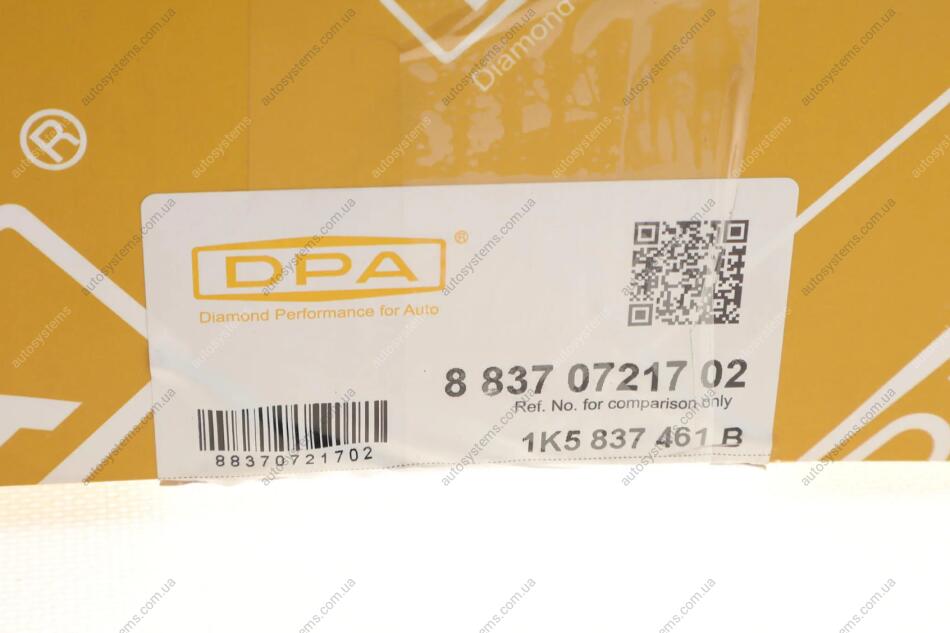 Diamond
®
DPA®
Diamond Performance for Auto
8 837 07217 02
Ref. No. for comparison only
1K5 837 461 B
88370721702
autosystems.com.ua